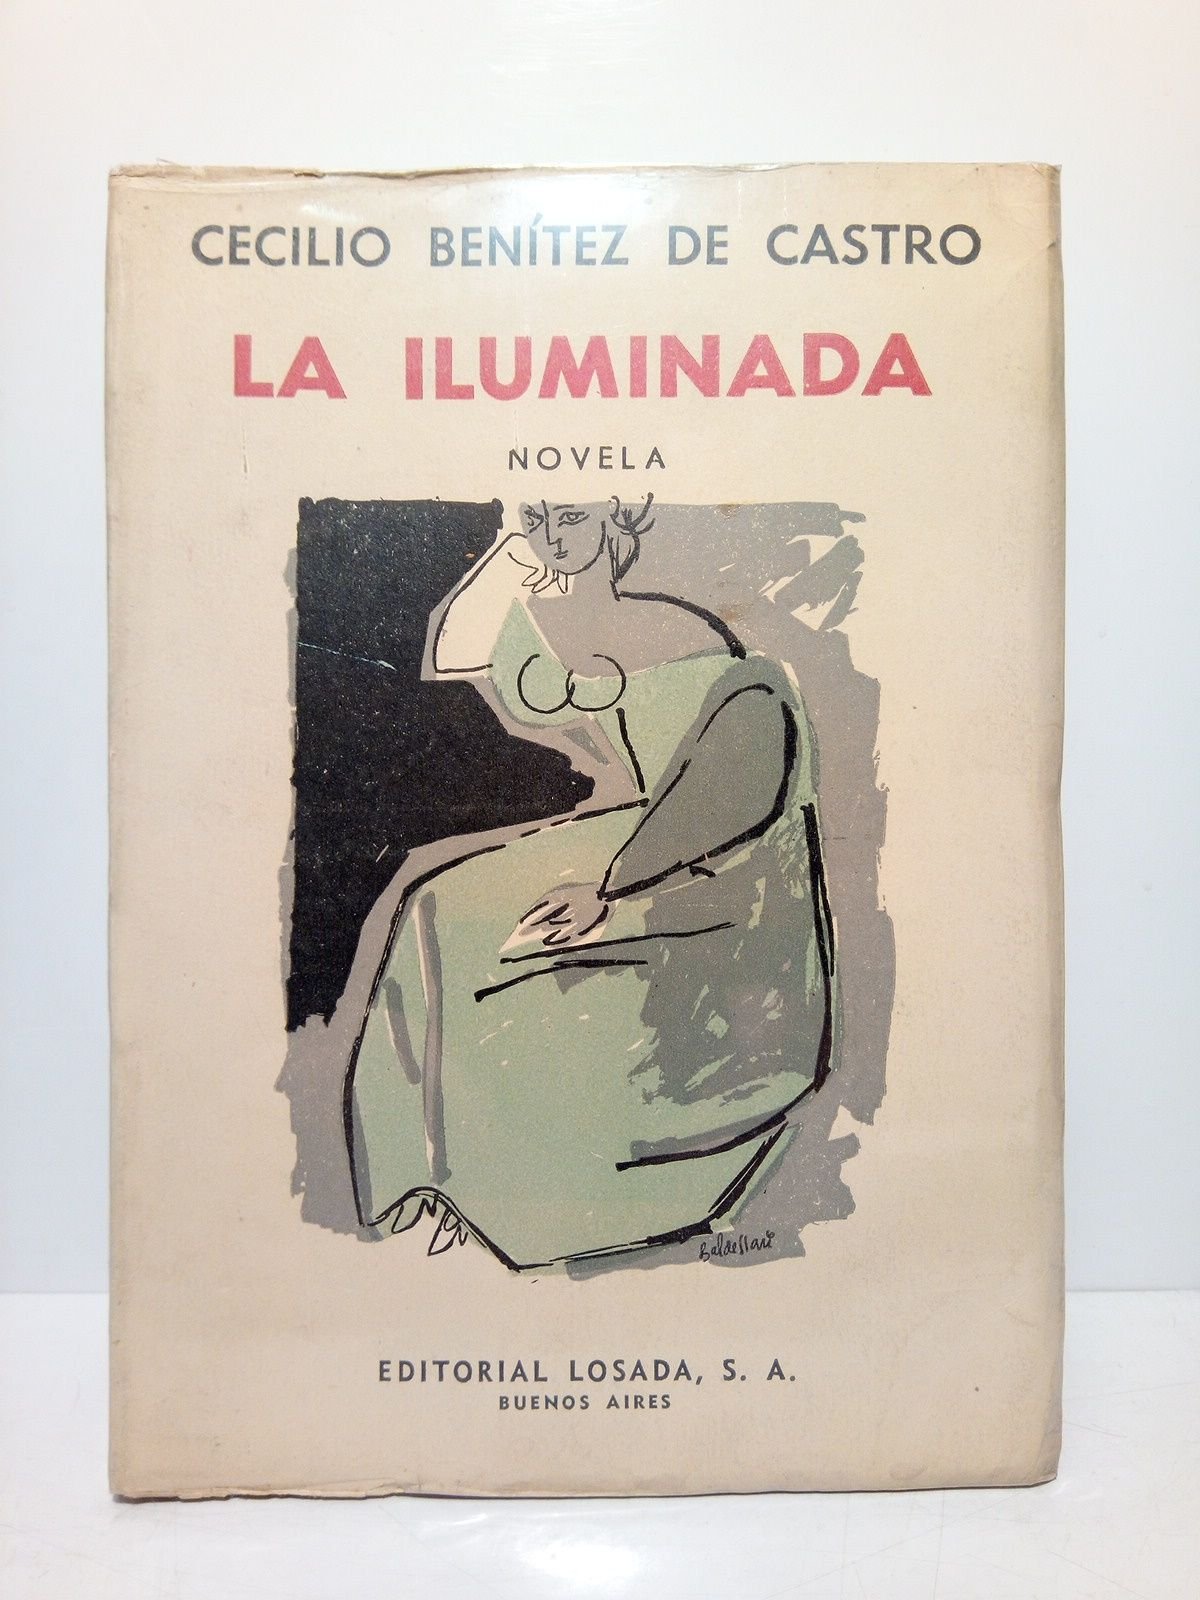 CECILIO BENÍTEZ DE CASTRO
LA ILUMINADA
NOVELA
Baldessari
EDITORIAL LOSADA, S. A.
BUENOS AIRES